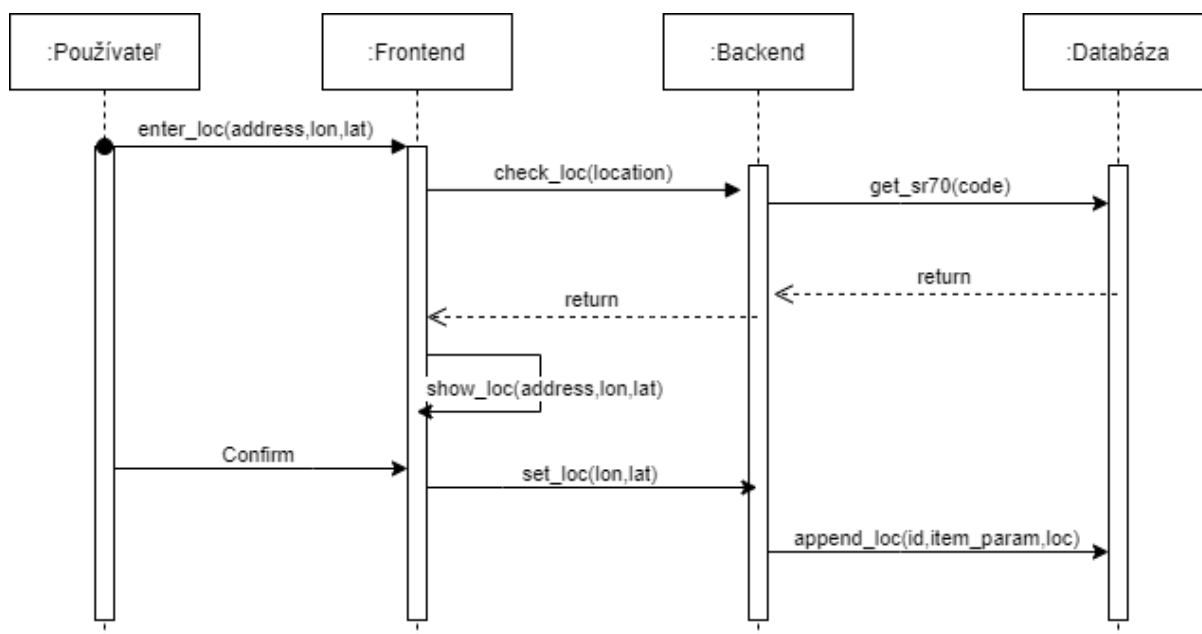 :Používateľ
:Frontend
:Backend
:Databáza
enter_loc(address,lon,lat)
check_loc(location)
get_sr70(code)
return
return
show_loc(address,lon,lat)
Confirm
set_loc(lon,lat)
append_loc(id,item_param,loc)